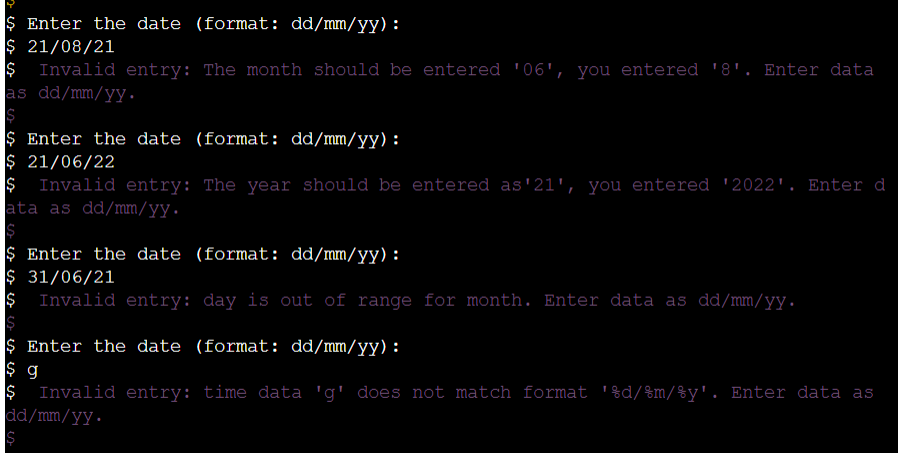 $
$ Enter the date (format: dd/mm/yy):
$ 21/08/21
$  Invalid entry: The month should be entered '06', you entered '8'. Enter data
as dd/mm/yy.
$
$ Enter the date (format: dd/mm/yy):
$ 21/06/22
$  Invalid entry: The year should be entered as'21', you entered '2022'. Enter d
ata as dd/mm/yy.
$
$ Enter the date (format: dd/mm/yy):
$ 31/06/21
$  Invalid entry: day is out of range for month. Enter data as dd/mm/yy.
$
$ Enter the date (format: dd/mm/yy):
$ g
$  Invalid entry: time data 'g' does not match format '%d/%m/%y'. Enter data as
dd/mm/yy.
$